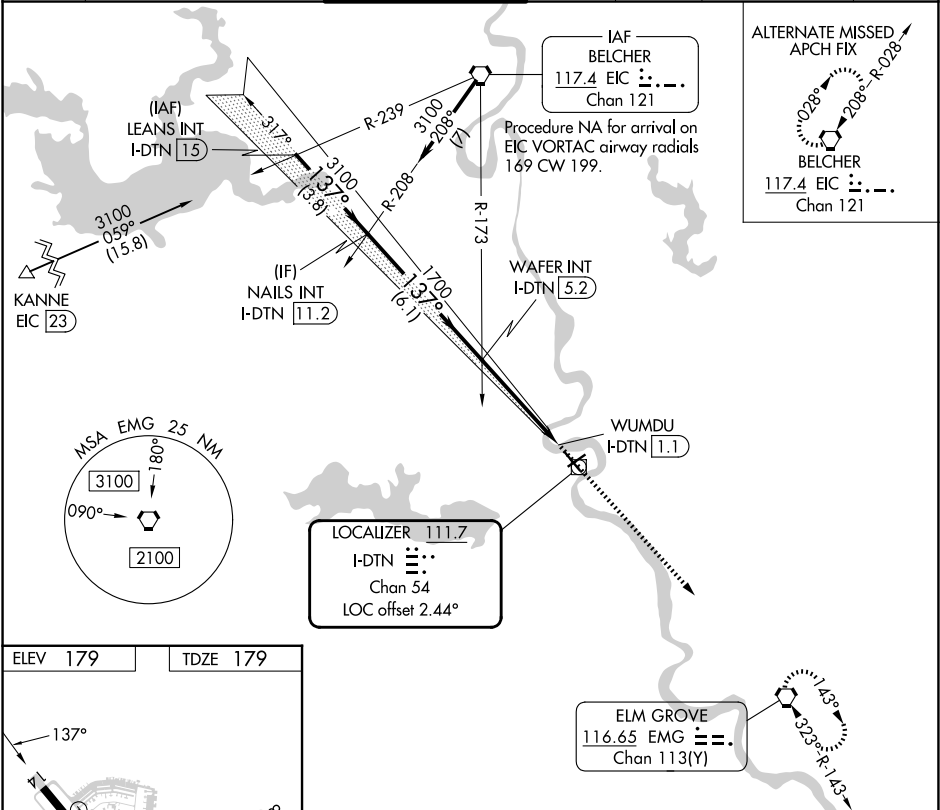 ALTERNATE MISSED
APCH FIX
028°
208°
R-028
BELCHER
117.4 EIC
Chan 121
IAF
BELCHER
117.4 EIC
Chan 121
Procedure NA for arrival on
EIC VORTAC airway radials
169 CW 199.
(IAF)
LEANS INT
I-DTN 15
317°
R-239
3100
208°
(7)
R-208
R-173
3100
137°
(3.8)
3100
059°
(15.8)
KANNE
EIC 23
(IF)
NAILS INT
I-DTN 11.2
1700
137°
(6.1)
WAFER INT
I-DTN 5.2
WUMDU
I-DTN 1.1
MSA EMG 25 NM
180°
3100
090°
2100
LOCALIZER 111.7
I-DTN
Chan 54
LOC offset 2.44°
ELEV 179
TDZE 179
137°
14
ELM GROVE
116.65 EMG
Chan 113(Y)
143°
323°
R-143